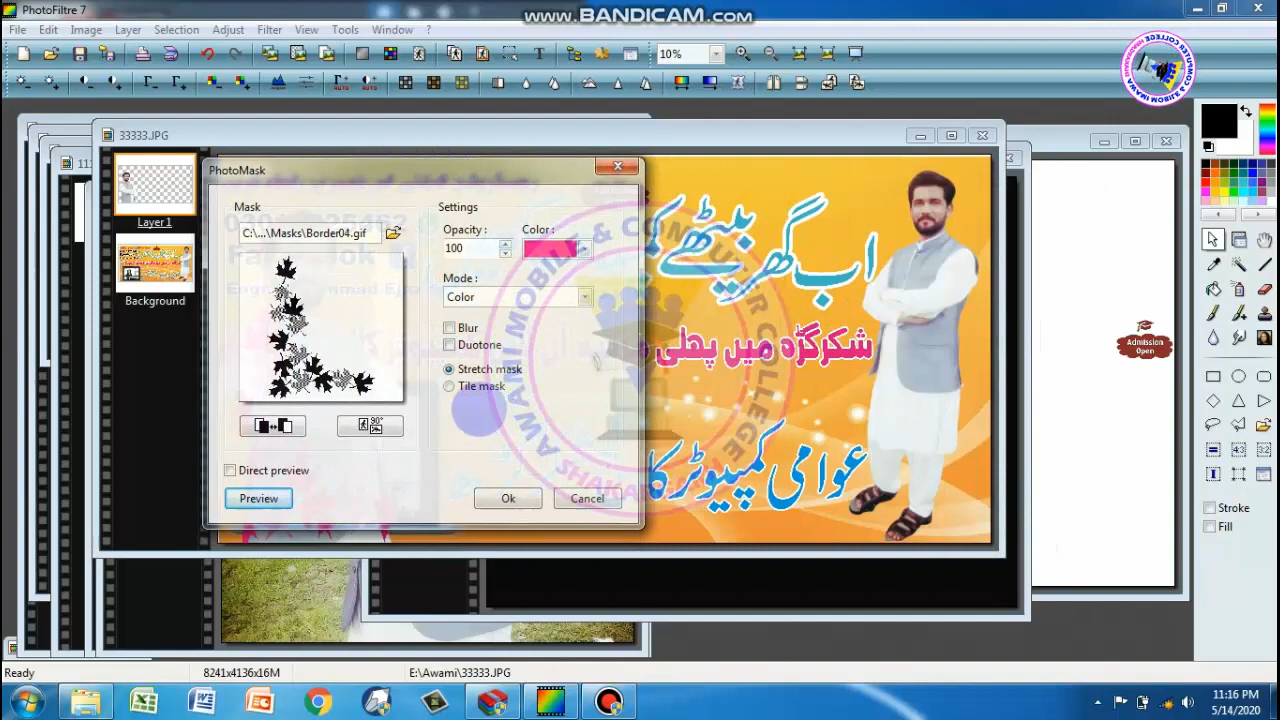 PhotoFiltre 7
www.BANDICAM.com
File Edit Image Layer Selection Adjust Filter View Tools Window ?
10%
33333.JPG
Layer 1
Background
PhotoMask
Mask
C:\...\Masks\Border04.gif
Settings
Opacity :
Color :
100
Mode :
Color
Blur
Duotone
Stretch mask
Tile mask
90°
Direct preview
Preview
Ok
Cancel
اب گھر بیٹھے
شکرگڑھ میں پھلی
عوامی کمپیوٹر کا
Admission
Open
Stroke
Fill
Ready
8241x4136x16M
E:\Awami\33333.JPG
11:16 PM
5/14/2020